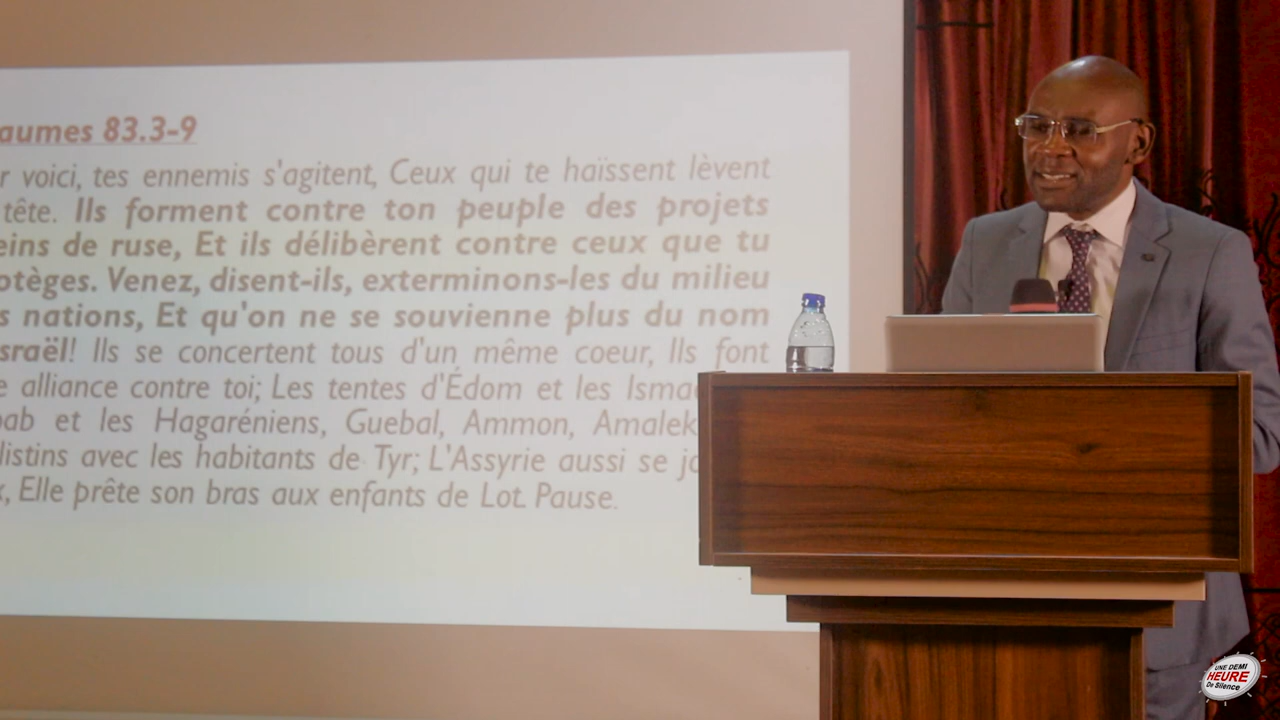 aumes 83.3-9
r voici, tes ennemis s'agitent, Ceux qui te haïssent lèvent
tête. Ils forment contre ton peuple des projets
eins de ruse, Et ils délibèrent contre ceux que tu
otèges. Venez, disent-ils, exterminons-les du milieu
s nations, Et qu'on ne se souvienne plus du nom
sraël! Ils se concertent tous d'un même coeur, Ils font
e alliance contre toi; Les tentes d'Édom et les Isma
ab et les Hagaréniens, Guebal, Ammon, Amalek
listins avec les habitants de Tyr; L'Assyrie aussi se jo
x, Elle prête son bras aux enfants de Lot. Pause.
UNE DEMI
HEURE
De Silence